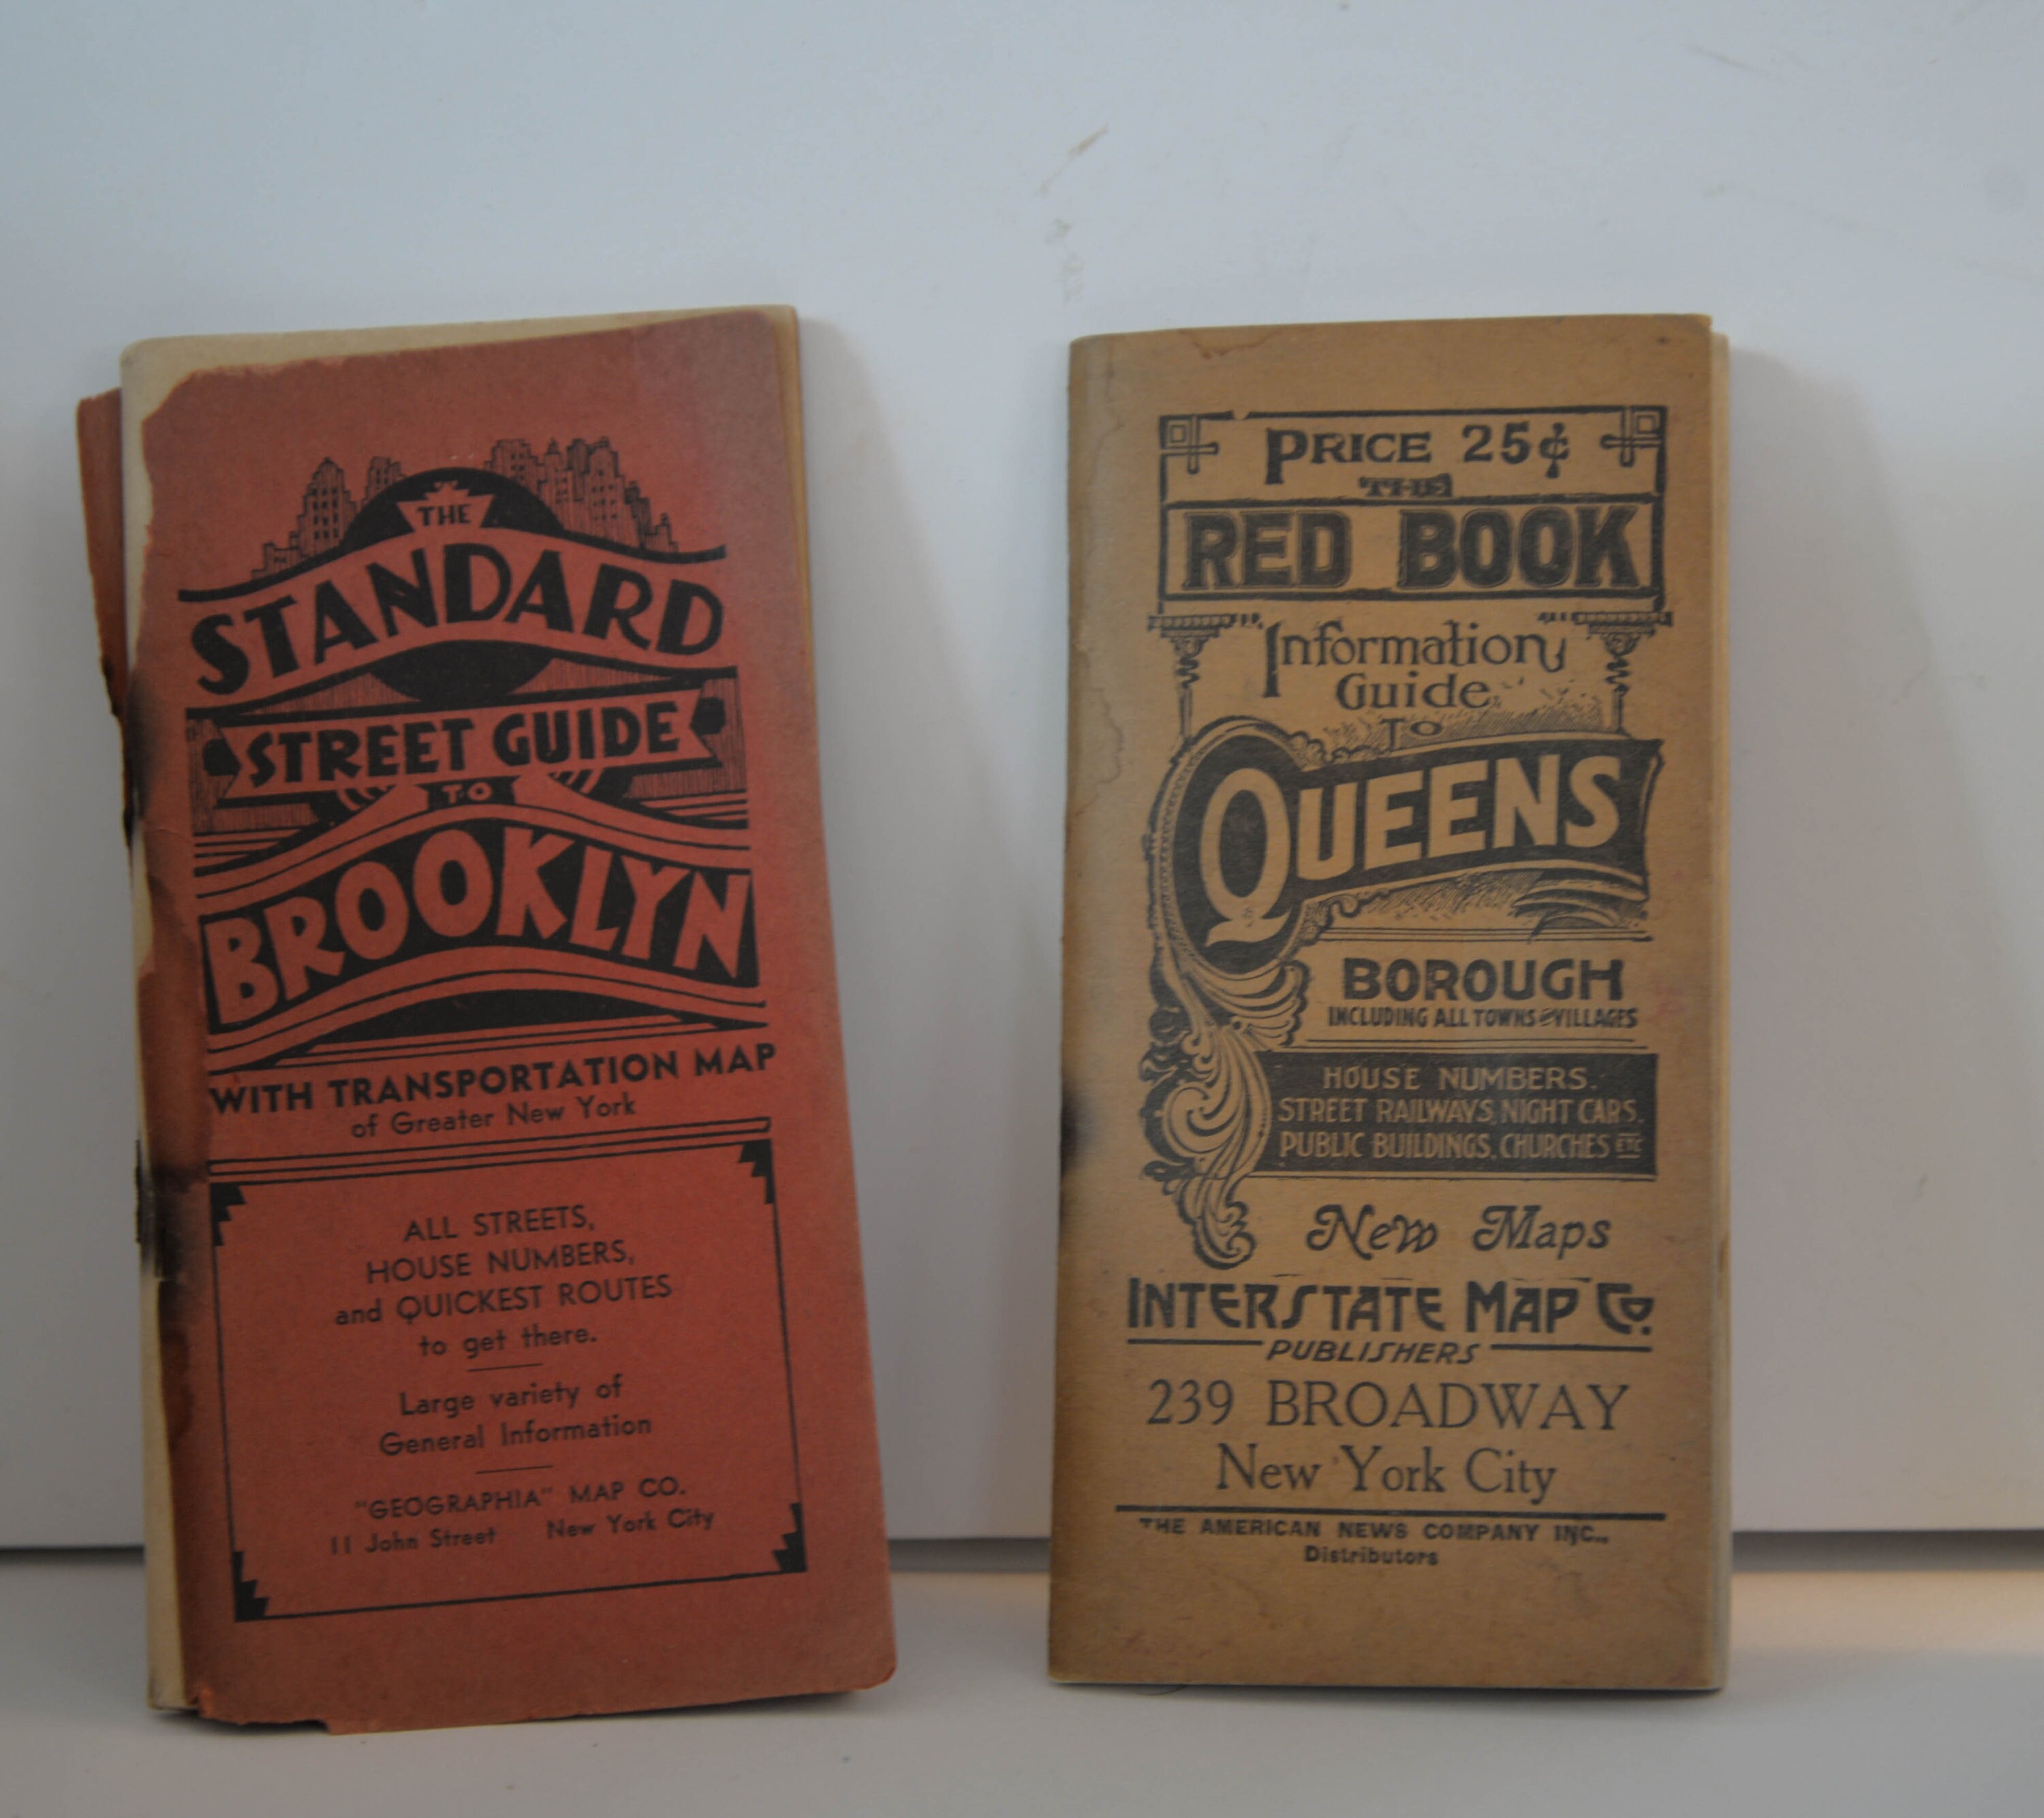 THE
STANDARD
STREET GUIDE
TO
BROOKLYN
WITH TRANSPORTATION MAP
of Greater New York
ALL STREETS,
HOUSE NUMBERS,
and QUICKEST ROUTES
to get there.
Large variety of
General Information
"GEOGRAPHIA" MAP CO.
11 John Street New York City
PRICE 25¢
THE
RED BOOK
Information
Guide
TO
QUEENS
BOROUGH
INCLUDING ALL TOWNS & VILLAGES
HOUSE NUMBERS.
STREET RAILWAYS, NIGHT CARS,
PUBLIC BUILDINGS, CHURCHES ETC
New Maps
INTERSTATE MAP CO.
PUBLISHERS
239 BROADWAY
New York City
THE AMERICAN NEWS COMPANY INC.,
Distributors